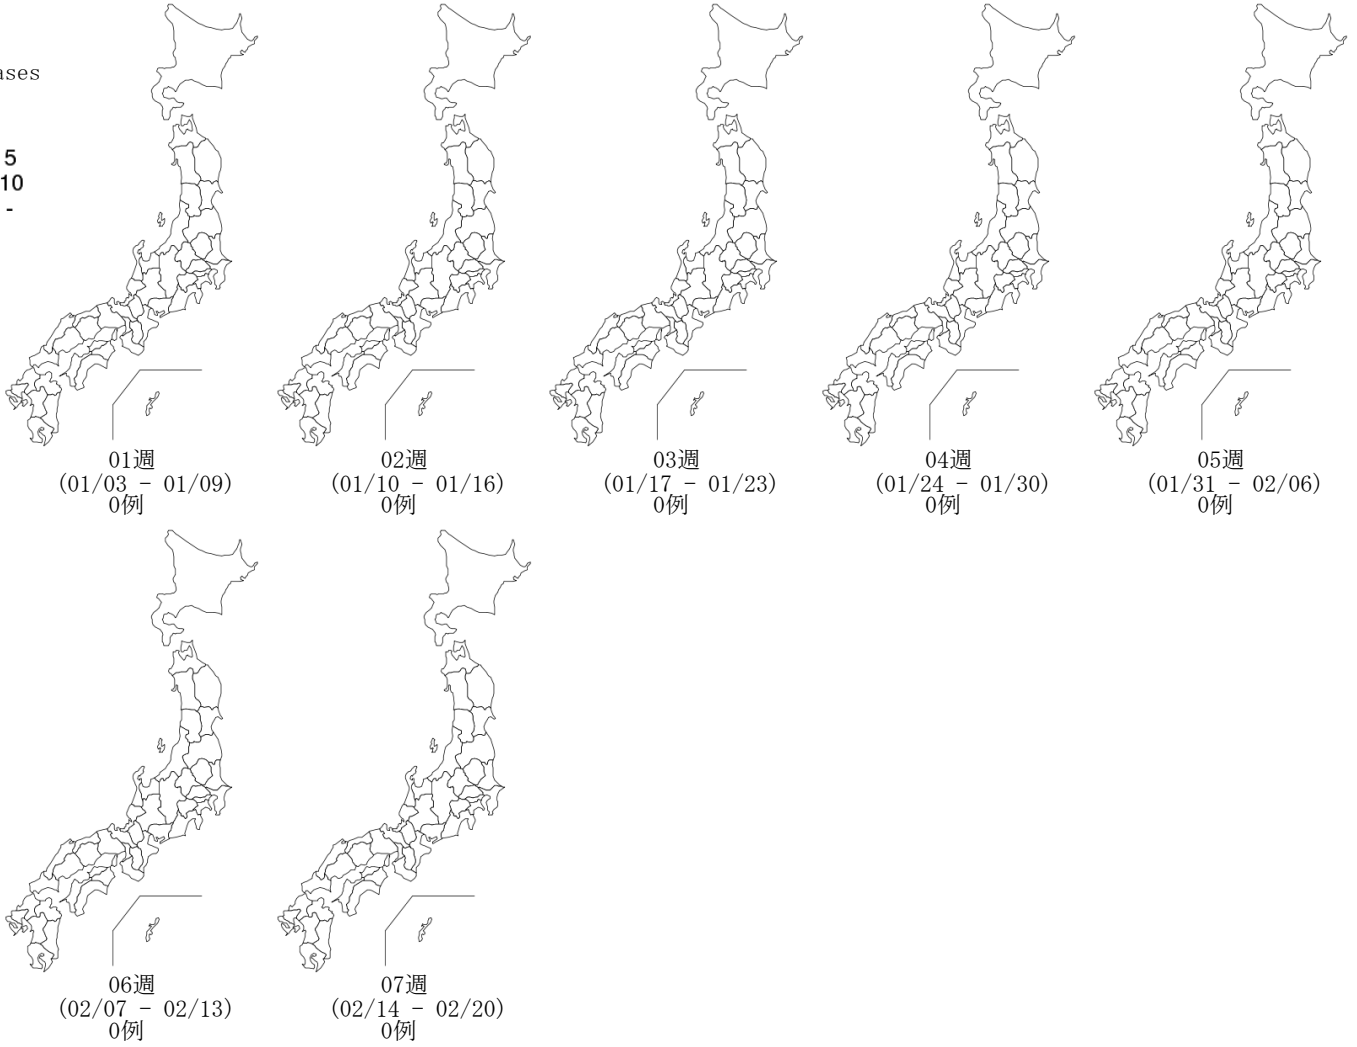 5
10
-
01週
(01/03 - 01/09)
0例
02週
(01/10 - 01/16)
0例
03週
(01/17 - 01/23)
0例
04週
(01/24 - 01/30)
0例
05週
(01/31 - 02/06)
0例
06週
(02/07 - 02/13)
0例
07週
(02/14 - 02/20)
0例